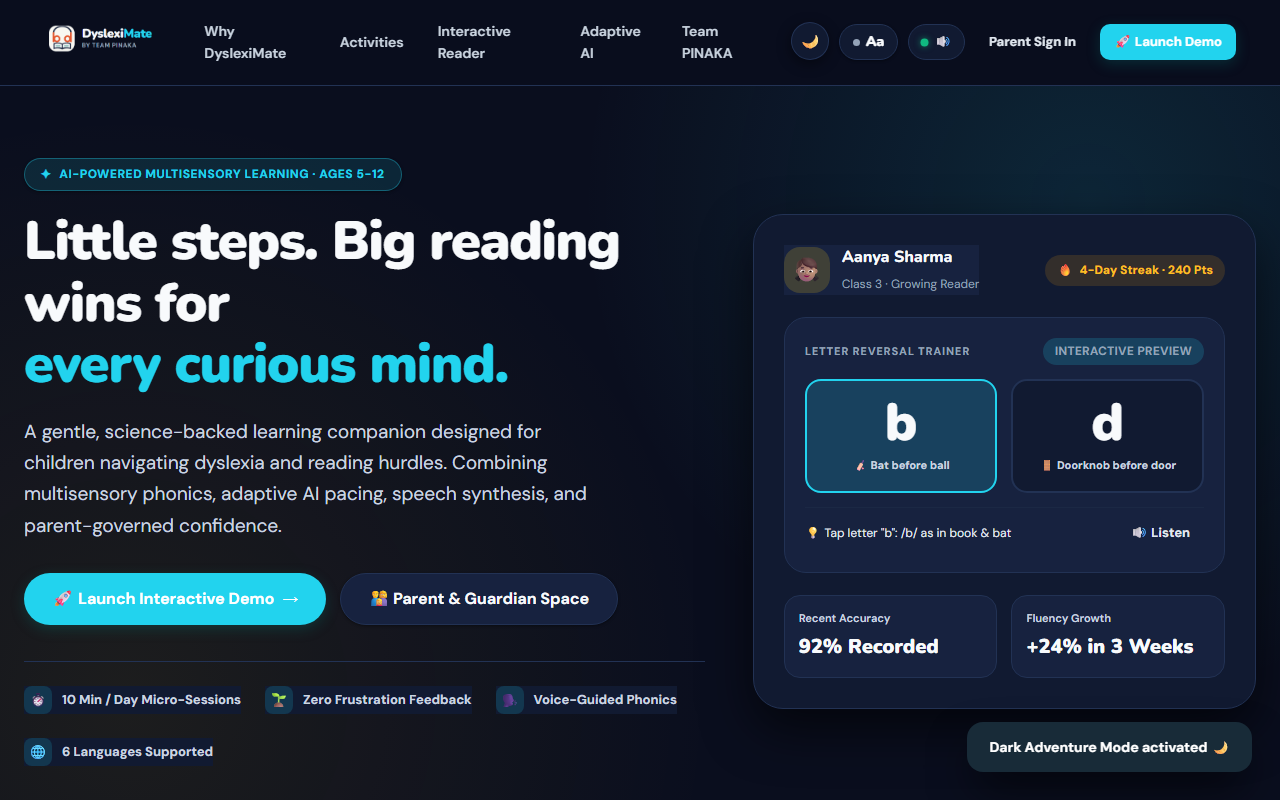 DyslexiMate
BY TEAM PINAKA
Why
DyslexiMate
Activities
Interactive
Reader
Adaptive
AI
Team
PINAKA
Aa
Parent Sign In
🚀 Launch Demo
✦ AI-POWERED MULTISENSORY LEARNING · AGES 5-12
Little steps. Big reading
wins for
every curious mind.
A gentle, science-backed learning companion designed for
children navigating dyslexia and reading hurdles. Combining
multisensory phonics, adaptive AI pacing, speech synthesis, and
parent-governed confidence.
🚀 Launch Interactive Demo →
Parent & Guardian Space
10 Min / Day Micro-Sessions
Zero Frustration Feedback
Voice-Guided Phonics
6 Languages Supported
Aanya Sharma
Class 3 · Growing Reader
🔥 4-Day Streak · 240 Pts
LETTER REVERSAL TRAINER
INTERACTIVE PREVIEW
b
Bat before ball
d
🚪 Doorknob before door
💡 Tap letter "b": /b/ as in book & bat
🔊 Listen
Recent Accuracy
92% Recorded
Fluency Growth
+24% in 3 Weeks
Dark Adventure Mode activated 🌙